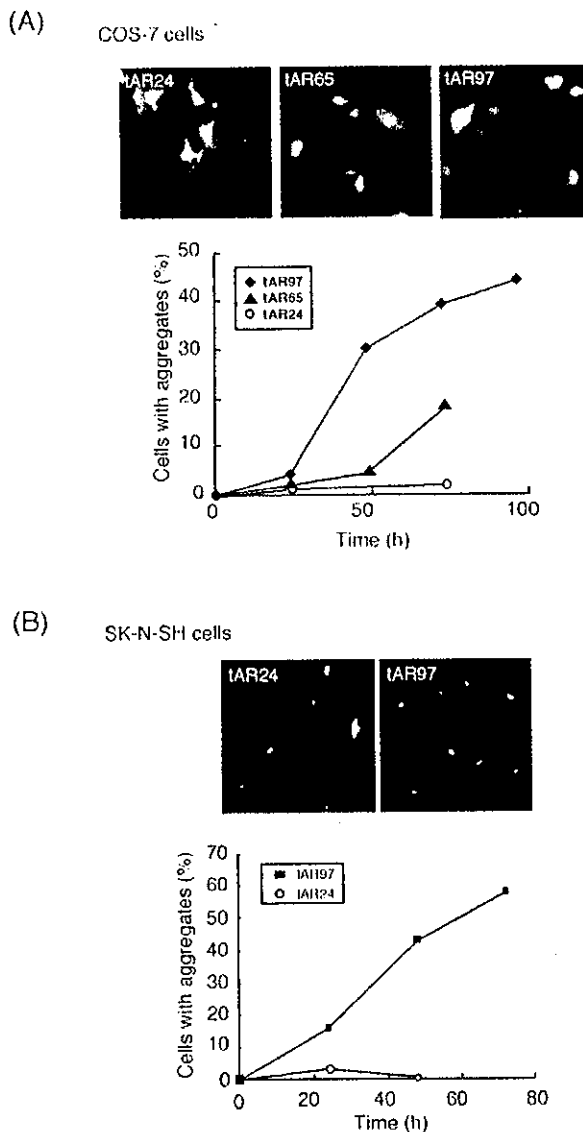 (A)
COS-7 cells
tAR24 tAR65 tAR97
Cells with aggregates (%)
50
40
30
20
10
0
tAR97
tAR65
tAR24
0 50 100
Time (h)
(B)
SK-N-SH cells
tAR24 tAR97
Cells with aggregates (%)
70
60
50
40
30
20
10
0
tAR97
tAR24
0 20 40 60 80
Time (h)